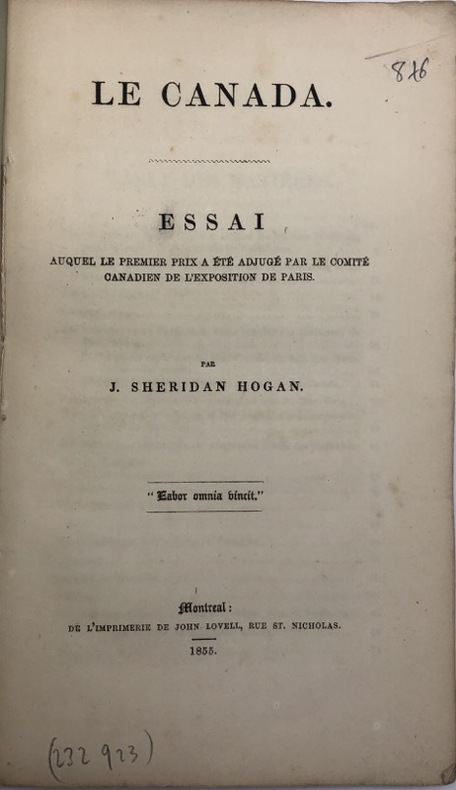 876
LE CANADA.
ESSAI
AUQUEL LE PREMIER PRIX A ÉTÉ ADJUGÉ PAR LE COMITÉ
CANADIEN DE L'EXPOSITION DE PARIS.
PAR
J. SHERIDAN HOGAN.
"Labor omnia vincit."
Montreal:
DE L'IMPRIMERIE DE JOHN LOVELL, RUE ST. NICHOLAS.
1855.
(232 923)